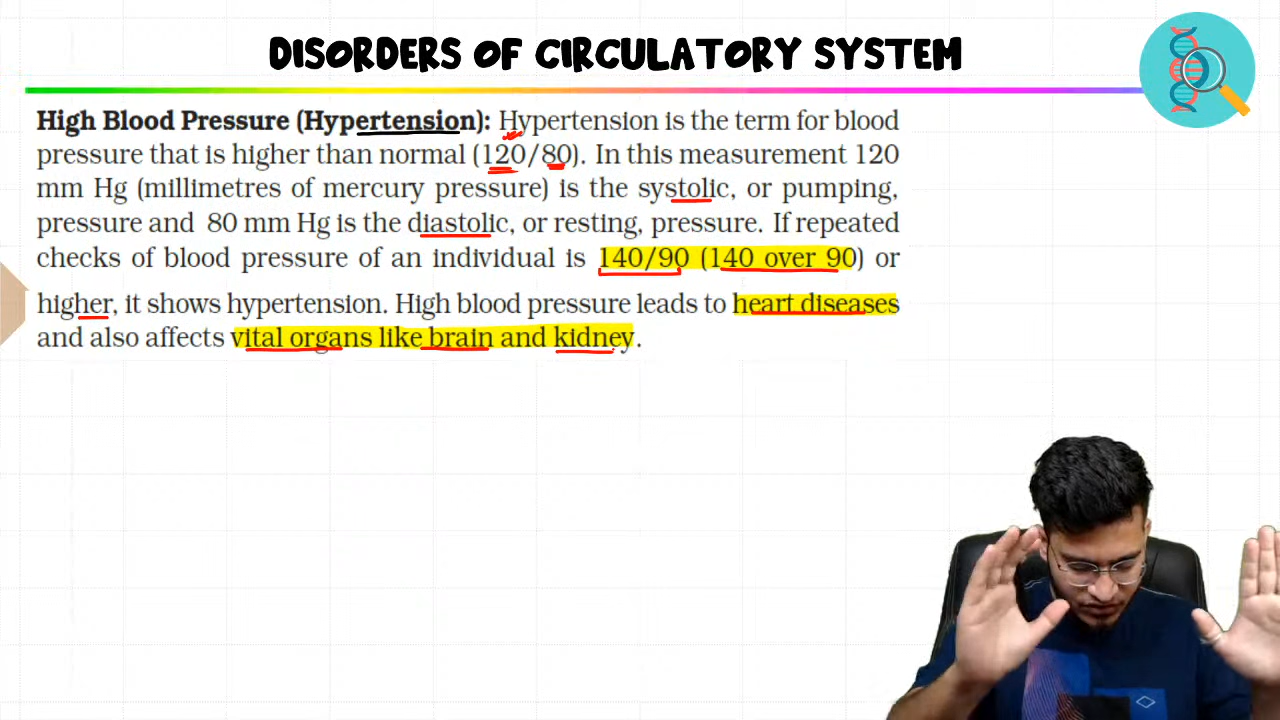 DISORDERS OF CIRCULATORY SYSTEM
High Blood Pressure (Hypertension): Hypertension is the term for blood
pressure that is higher than normal (120/80). In this measurement 120
mm Hg (millimetres of mercury pressure) is the systolic, or pumping,
pressure and 80 mm Hg is the diastolic, or resting, pressure. If repeated
checks of blood pressure of an individual is 140/90 (140 over 90) or
higher, it shows hypertension. High blood pressure leads to heart diseases
and also affects vital organs like brain and kidney.